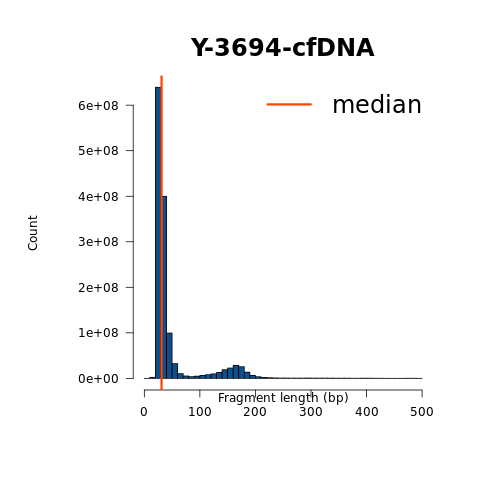 Y-3694-cfDNA
median
6e+08
5e+08
4e+08
3e+08
2e+08
1e+08
0e+00
Count
0 100 200 300 400 500
Fragment length (bp)